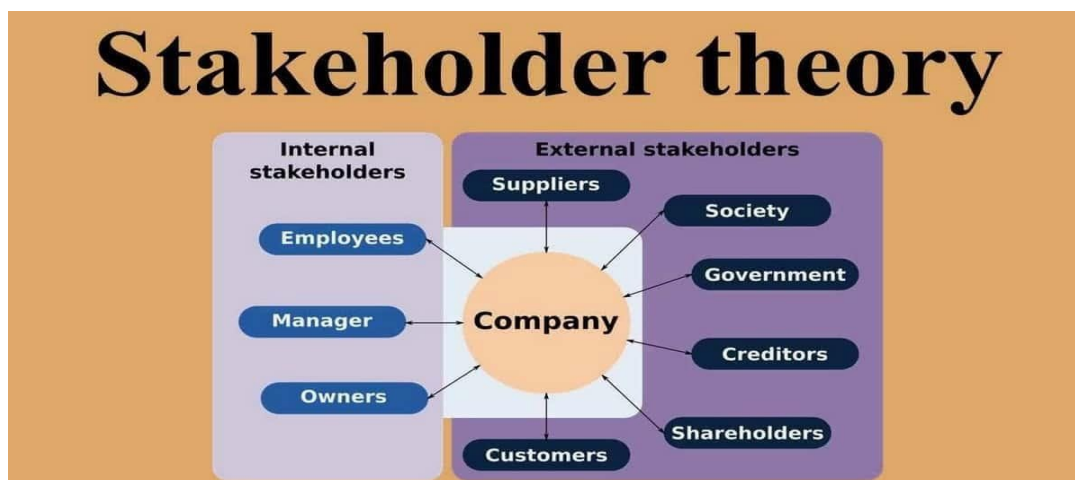 Stakeholder theory
Internal
stakeholders
Employees
Manager
Owners
External stakeholders
Suppliers
Society
Government
Company
Creditors
Shareholders
Customers